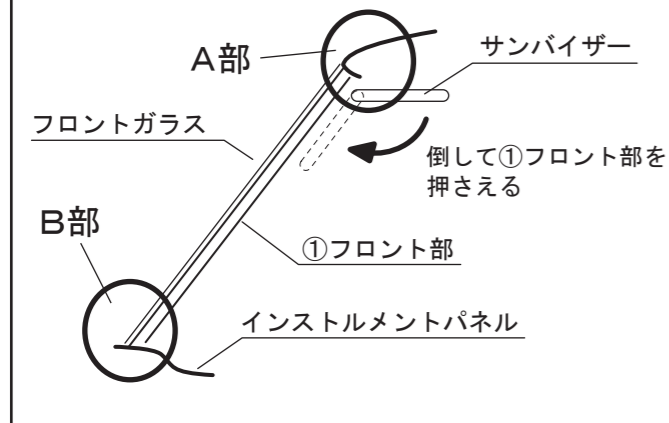 A部
サンバイザー
フロントガラス
倒して①フロント部を
押さえる
B部
①フロント部
インストルメントパネル